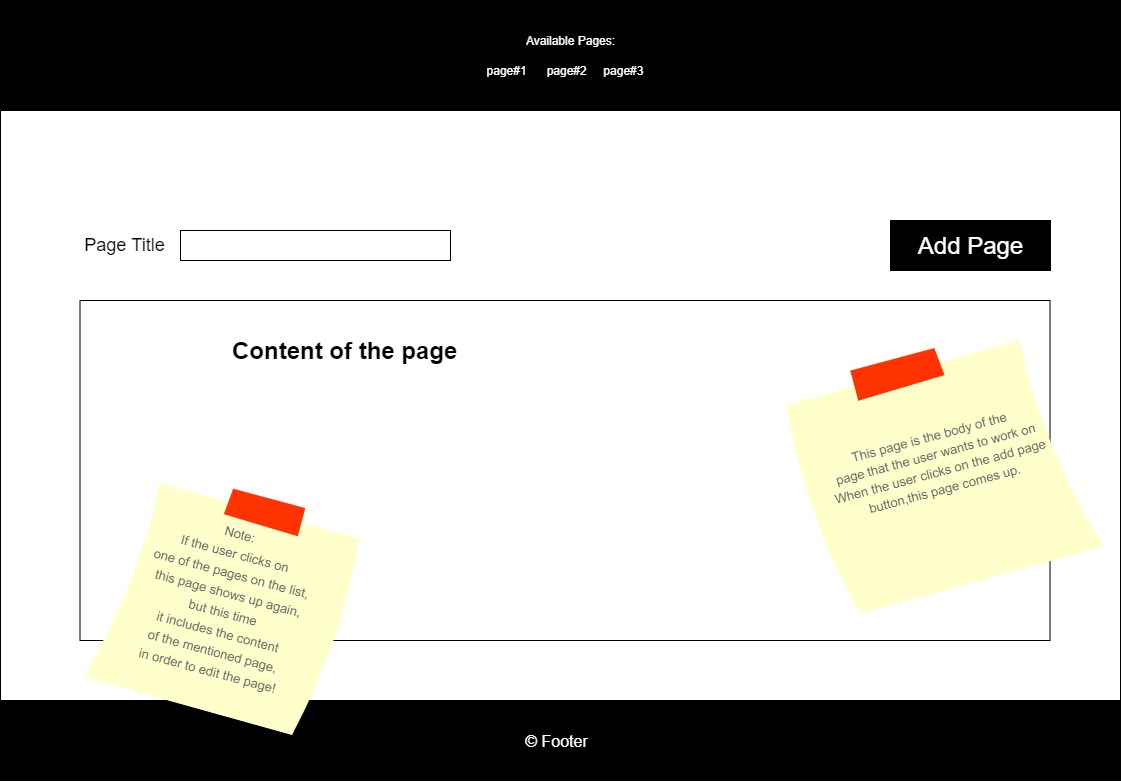 Available Pages:
page#1 page#2 page#3
Page Title
Add Page
Content of the page
This page is the body of the
page that the user wants to work on
When the user clicks on the add page
button,this page comes up.
Note:
If the user clicks on
one of the pages on the list,
this page shows up again,
but this time
it includes the content
of the mentioned page,
in order to edit the page!
© Footer